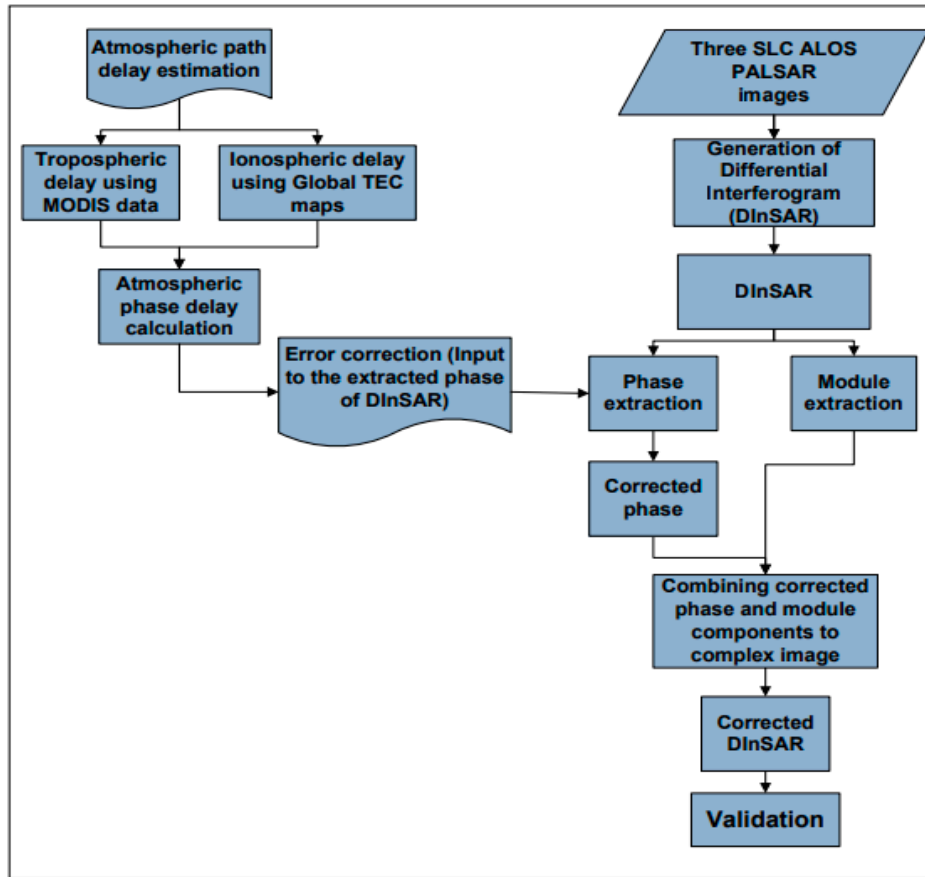 Atmospheric path
delay estimation
Three SLC ALOS
PALSAR
images
Tropospheric
delay using
MODIS data
Ionospheric delay
using Global TEC
maps
Generation of
Differential
Interferogram
(DInSAR)
Atmospheric
phase delay
calculation
DInSAR
Error correction (Input
to the extracted phase
of DInSAR)
Phase
extraction
Module
extraction
Corrected
phase
Combining corrected
phase and module
components to
complex image
Corrected
DInSAR
Validation